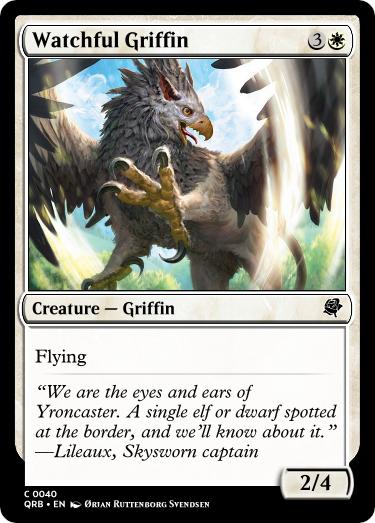 Watchful Griffin 3
Creature — Griffin
Flying
“We are the eyes and ears of
Yroncaster. A single elf or dwarf spotted
at the border, and we’ll know about it.”
—Lileaux, Skysworn captain
2/4
C 0040
QRB • EN Ørian Ruttenborg Svendsen